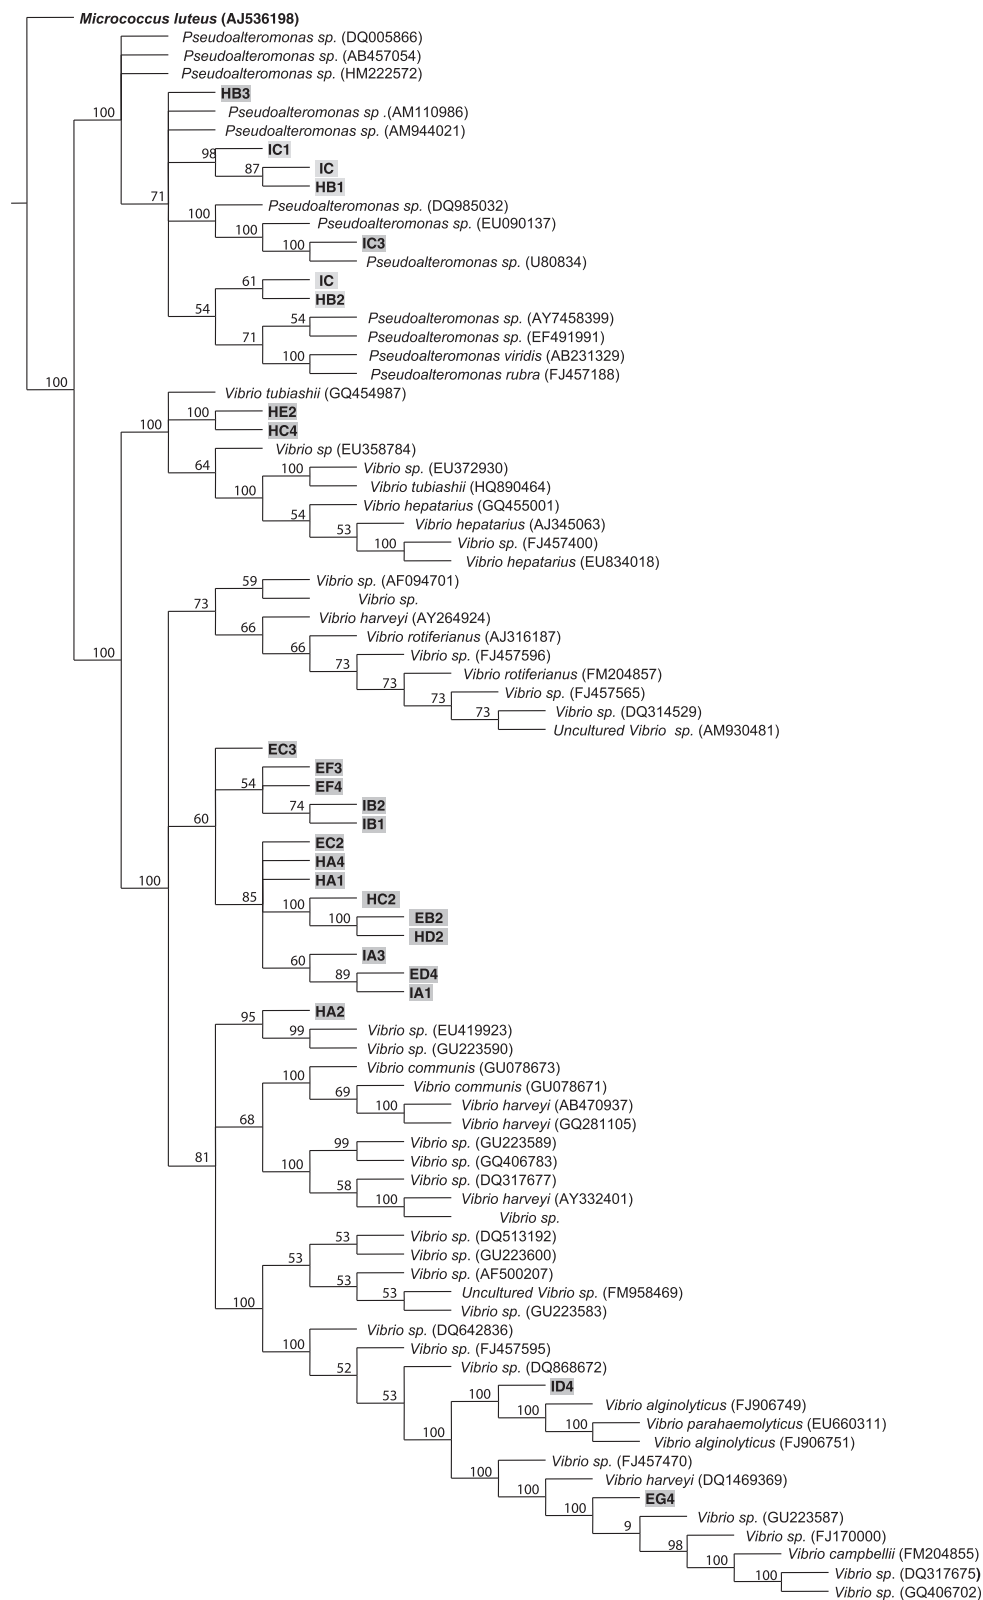 Micrococcus luteus (AJ536198)
Pseudoalteromonas sp. (DQ005866)
Pseudoalteromonas sp. (AB457054)
Pseudoalteromonas sp. (HM222572)
HB3
100
Pseudoalteromonas sp .(AM110986)
Pseudoalteromonas sp. (AM944021)
IC1
98
IC
87
HB1
71
Pseudoalteromonas sp. (DQ985032)
100
Pseudoalteromonas sp. (EU090137)
100
IC3
100
Pseudoalteromonas sp. (U80834)
IC
61
HB2
54
Pseudoalteromonas sp. (AY7458399)
54
Pseudoalteromonas sp. (EF491991)
71
Pseudoalteromonas viridis (AB231329)
100
Pseudoalteromonas rubra (FJ457188)
100
Vibrio tubiashii (GQ454987)
HE2
100
HC4
100
Vibrio sp (EU358784)
64
Vibrio sp. (EU372930)
100
Vibrio tubiashii (HQ890464)
100
Vibrio hepatarius (GQ455001)
54
Vibrio hepatarius (AJ345063)
53
Vibrio sp. (FJ457400)
100
Vibrio hepatarius (EU834018)
Vibrio sp. (AF094701)
59
Vibrio sp.
73
Vibrio harveyi (AY264924)
66
Vibrio rotiferianus (AJ316187)
66
Vibrio sp. (FJ457596)
100
73
Vibrio rotiferianus (FM204857)
73
Vibrio sp. (FJ457565)
73
Vibrio sp. (DQ314529)
73
Uncultured Vibrio sp. (AM930481)
EC3
EF3
54
EF4
IB2
74
IB1
60
EC2
HA4
HA1
100
85
HC2
100
EB2
100
HD2
IA3
60
ED4
89
IA1
HA2
95
Vibrio sp. (EU419923)
99
Vibrio sp. (GU223590)
Vibrio communis (GU078673)
100
Vibrio communis (GU078671)
69
Vibrio harveyi (AB470937)
100
Vibrio harveyi (GQ281105)
68
Vibrio sp. (GU223589)
99
Vibrio sp. (GQ406783)
81
100
Vibrio sp. (DQ317677)
58
Vibrio harveyi (AY332401)
100
Vibrio sp.
Vibrio sp. (DQ513192)
53
Vibrio sp. (GU223600)
53
Vibrio sp. (AF500207)
53
Uncultured Vibrio sp. (FM958469)
53
Vibrio sp. (GU223583)
100
Vibrio sp. (DQ642836)
100
Vibrio sp. (FJ457595)
52
Vibrio sp. (DQ868672)
53
ID4
100
Vibrio alginolyticus (FJ906749)
100
Vibrio parahaemolyticus (EU660311)
100
Vibrio alginolyticus (FJ906751)
100
Vibrio sp. (FJ457470)
100
Vibrio harveyi (DQ1469369)
100
EG4
100
Vibrio sp. (GU223587)
9
Vibrio sp. (FJ170000)
98
Vibrio campbellii (FM204855)
100
Vibrio sp. (DQ317675)
100
Vibrio sp. (GQ406702)